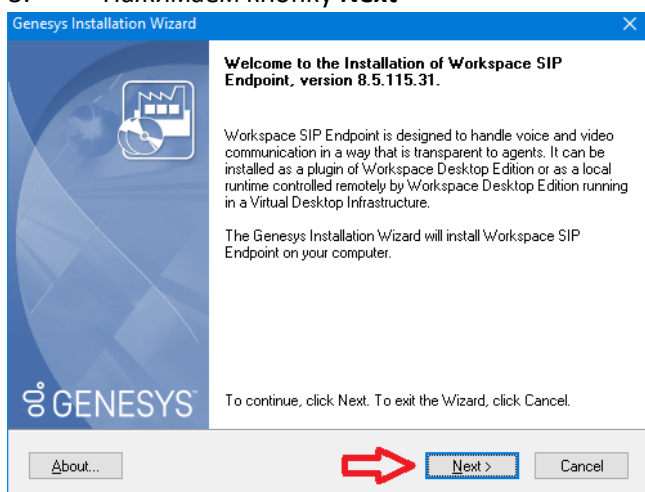 Нажимаем кнопку Next
Genesys Installation Wizard
Welcome to the Installation of Workspace SIP
Endpoint, version 8.5.115.31.
Workspace SIP Endpoint is designed to handle voice and video
communication in a way that is transparent to agents. It can be
installed as a plugin of Workspace Desktop Edition or as a local
runtime controlled remotely by Workspace Desktop Edition running
in a Virtual Desktop Infrastructure.
The Genesys Installation Wizard will install Workspace SIP
Endpoint on your computer.
GENESYS™
To continue, click Next. To exit the Wizard, click Cancel.
About...
Next >
Cancel